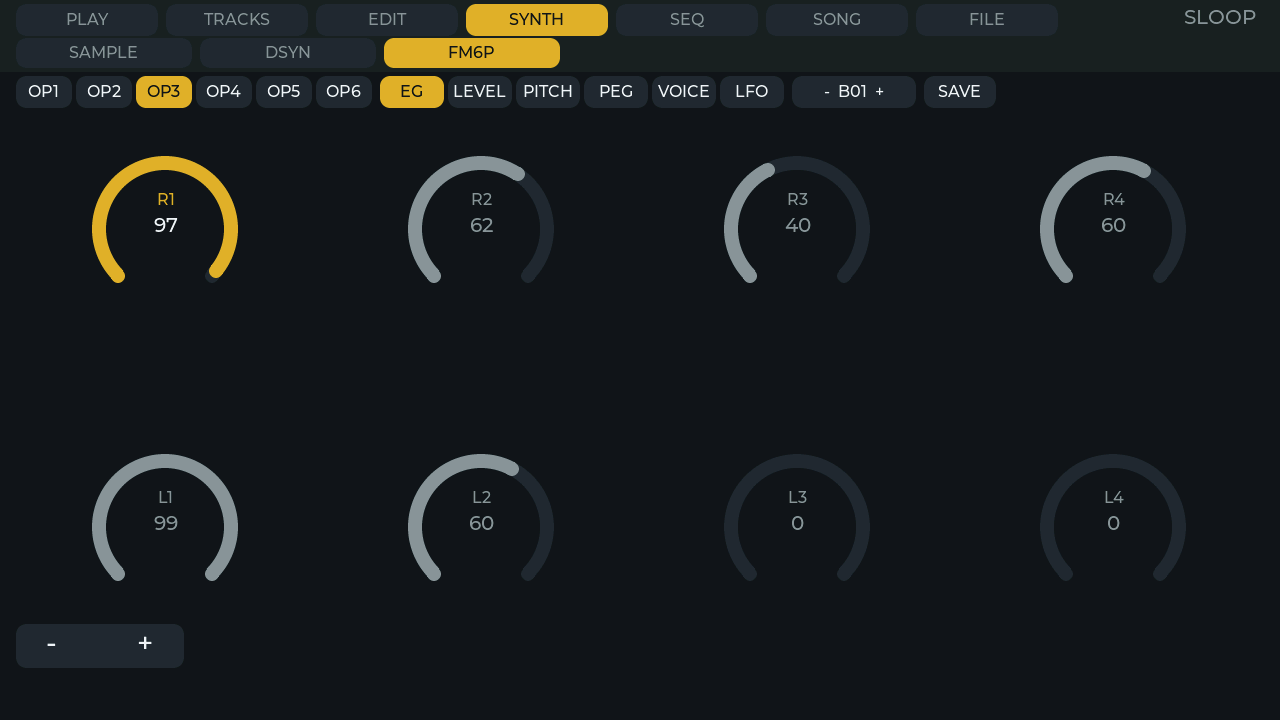 PLAY TRACKS EDIT SYNTH SEQ SONG FILE SLOOP
SAMPLE DSYN FM6P
OP1 OP2 OP3 OP4 OP5 OP6 EG LEVEL PITCH PEG VOICE LFO - B01 + SAVE
R1 R2 R3 R4
97 62 40 60
L1 L2 L3 L4
99 60 0 0
- +